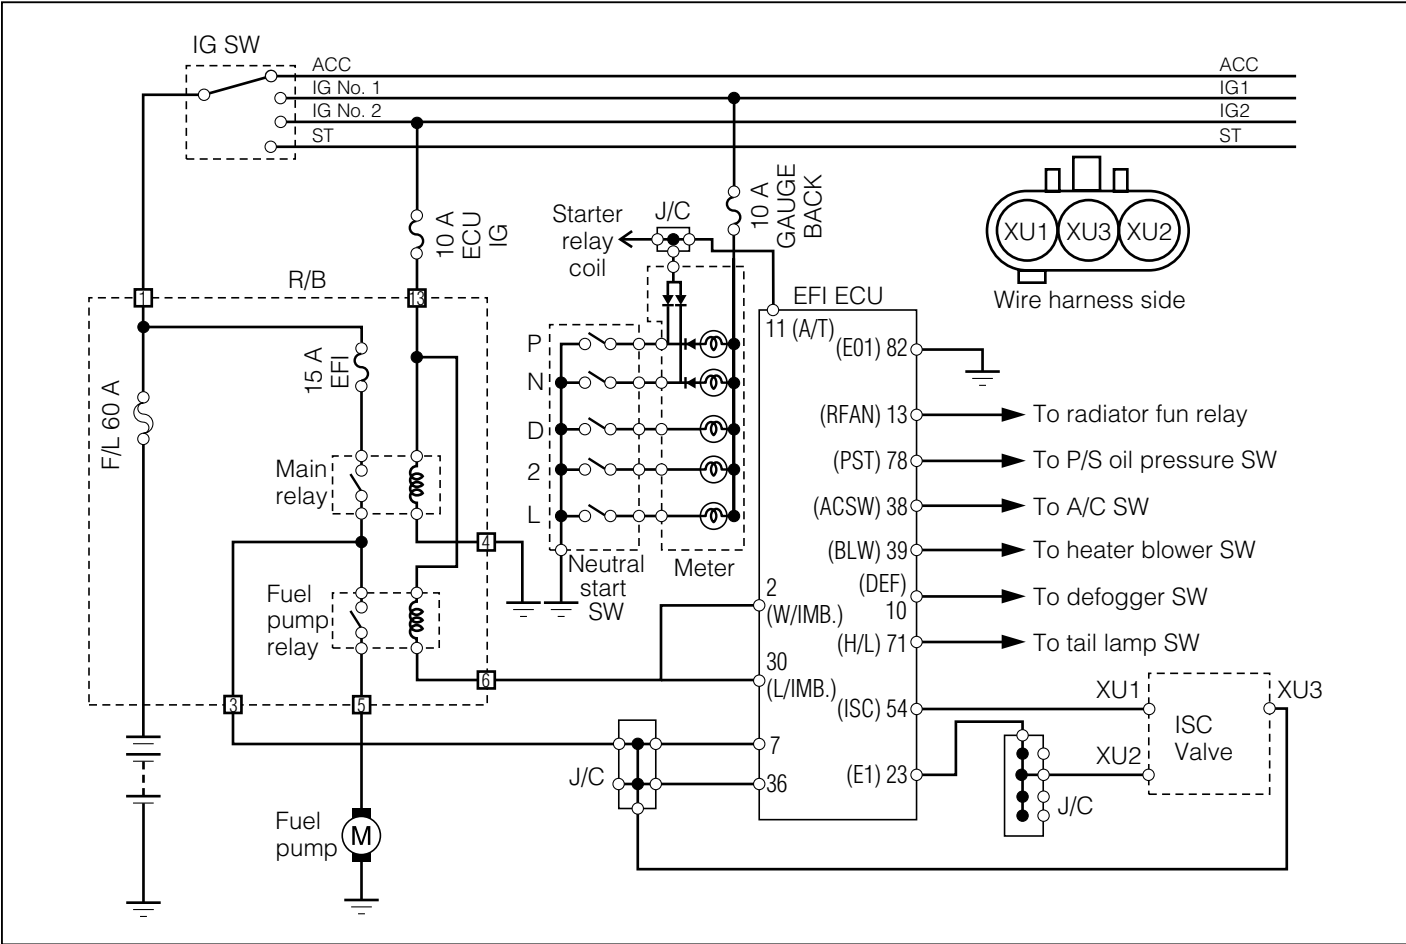 IG SW
ACC
ACC
IG No. 1
IG1
IG No. 2
IG2
ST
ST
10 A
ECU
IG
10 A
GAUGE
BACK
Starter
relay
coil
J/C
XU1
XU3
XU2
Wire harness side
R/B
1
13
EFI ECU
11 (A/T)
(E01) 82
15 A
EFI
F/L 60 A
P
N
D
2
L
(RFAN) 13
To radiator fun relay
(PST) 78
To P/S oil pressure SW
(ACSW) 38
To A/C SW
(BLW) 39
To heater blower SW
(DEF)
10
To defogger SW
(H/L) 71
To tail lamp SW
Main
relay
4
Neutral
start
SW
Meter
2
(W/IMB.)
Fuel
pump
relay
30
(L/IMB.)
6
3
5
(ISC) 54
XU1
XU3
ISC
Valve
XU2
7
J/C
36
(E1) 23
J/C
Fuel
pump
M